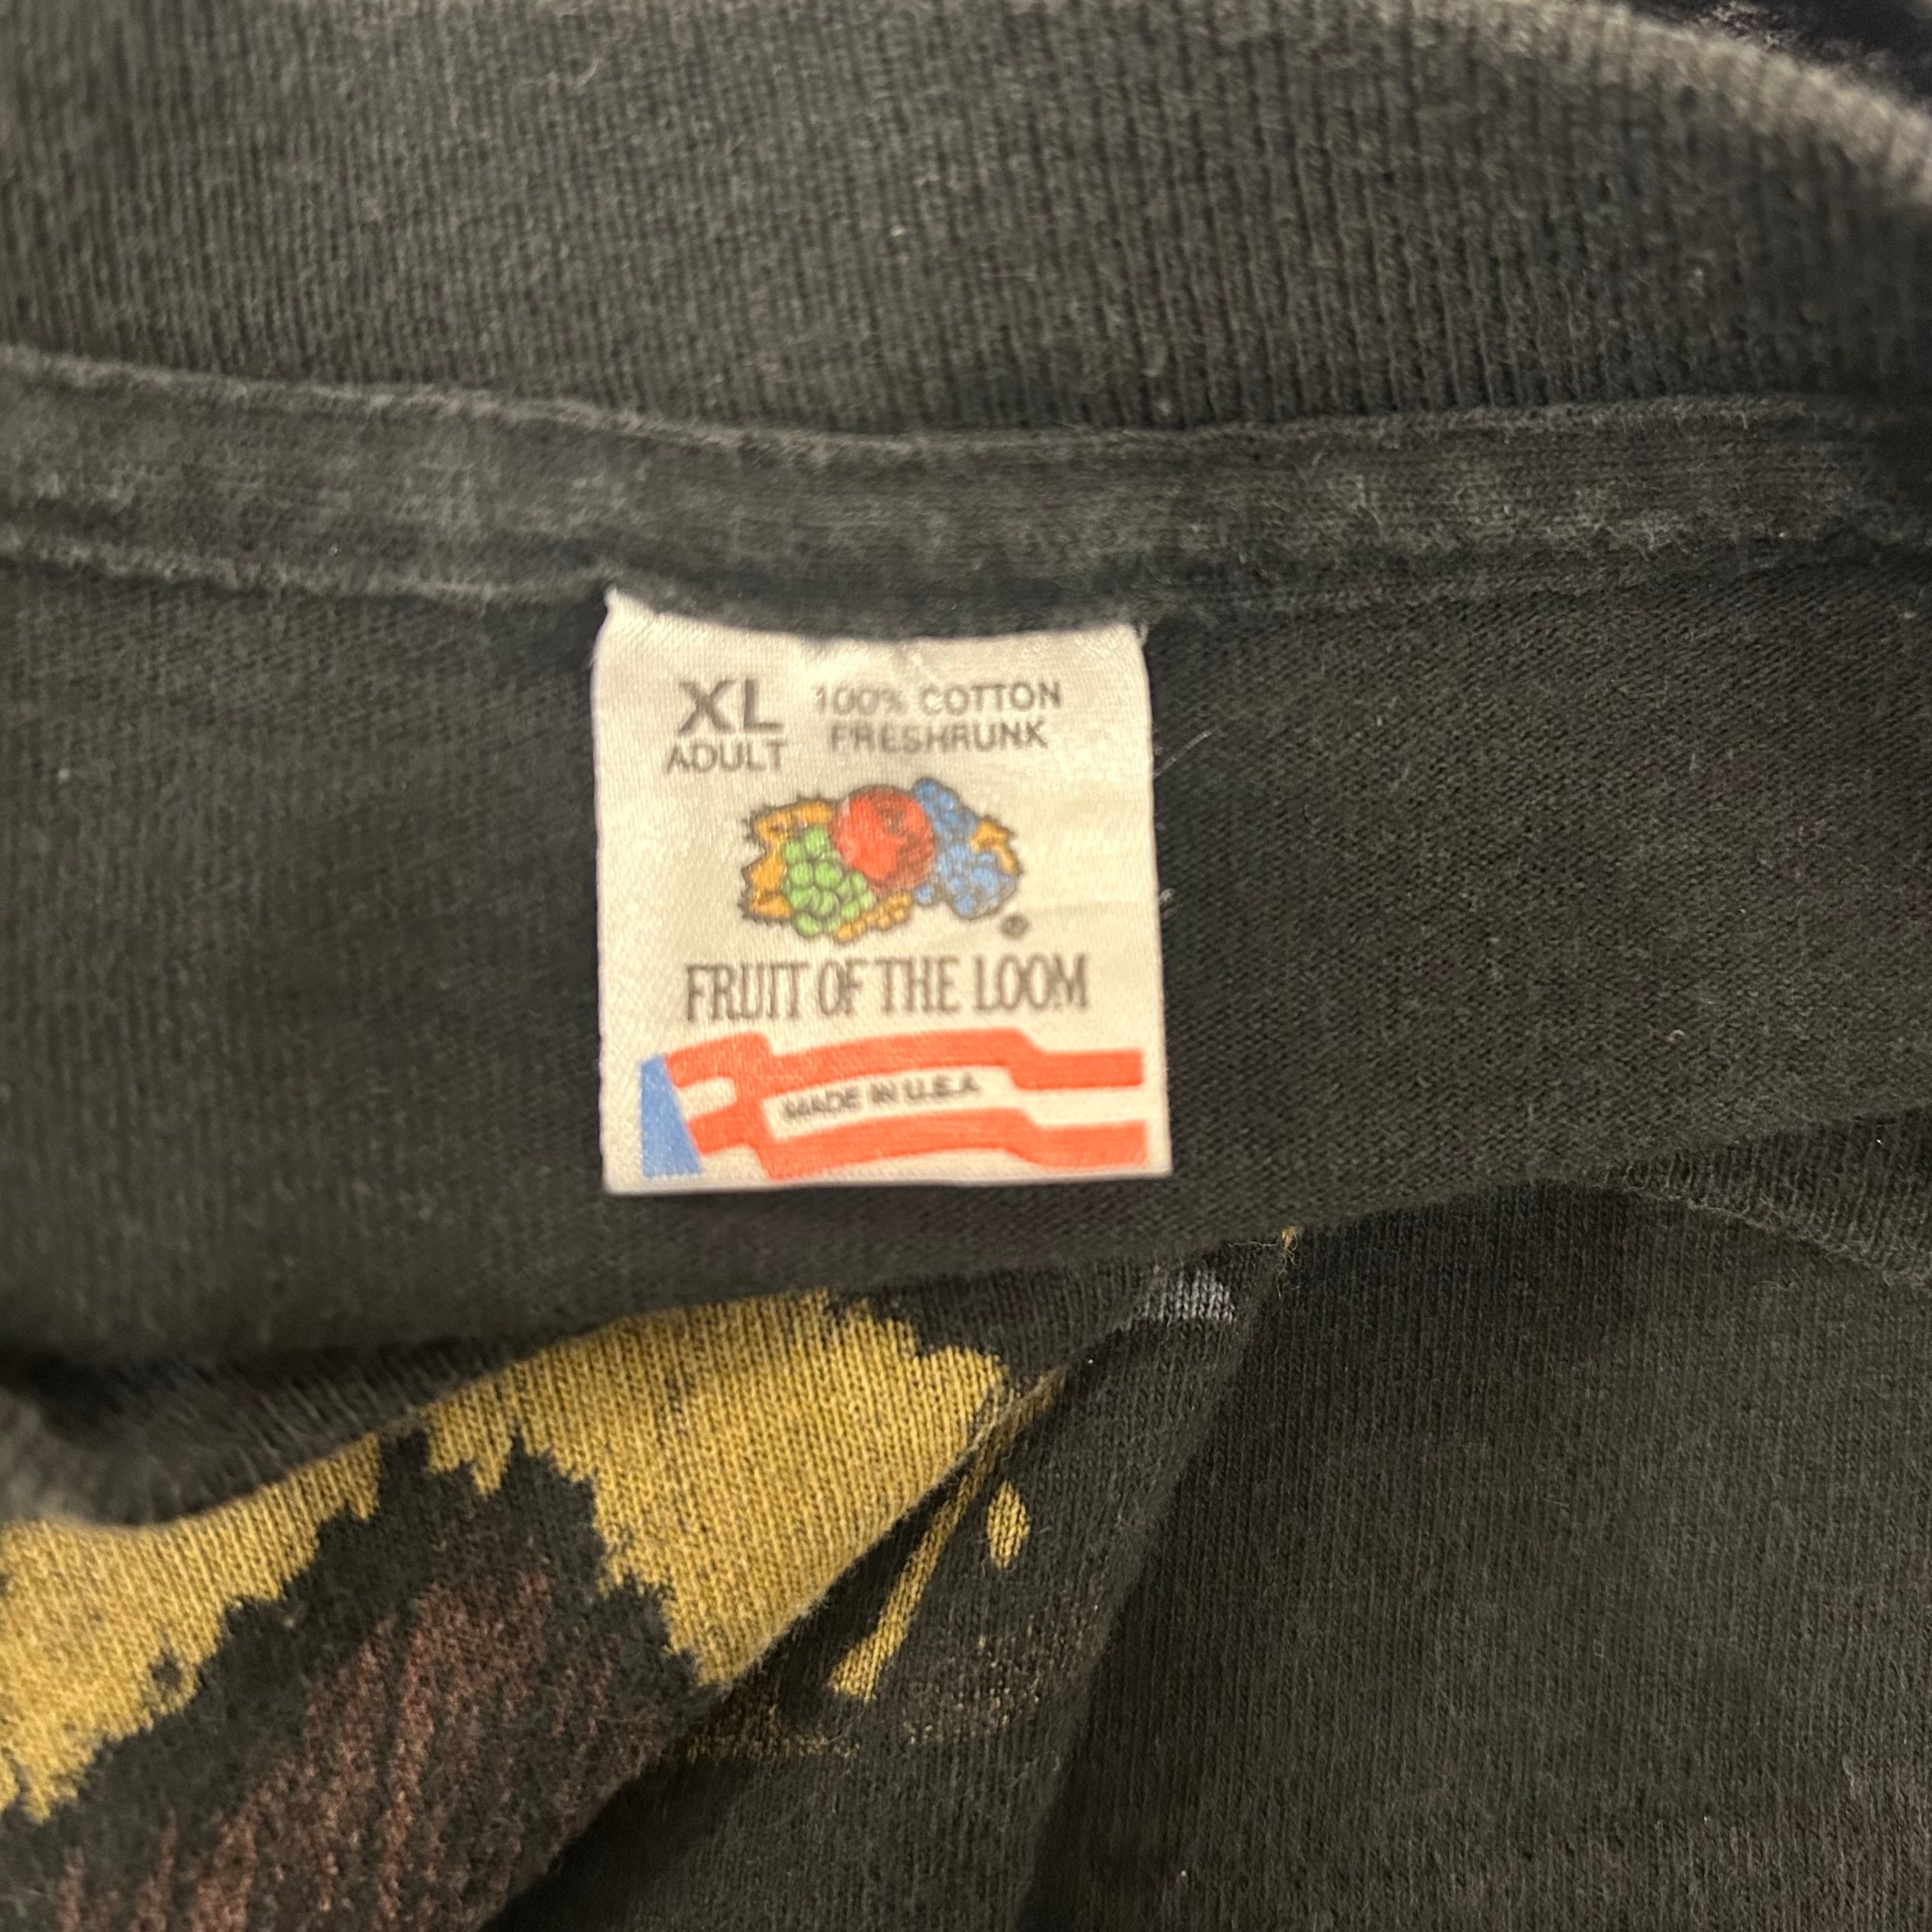 XL 100% COTTON
ADULT PRESHRUNK
®
FRUIT OF THE LOOM
MADE IN U.S.A.